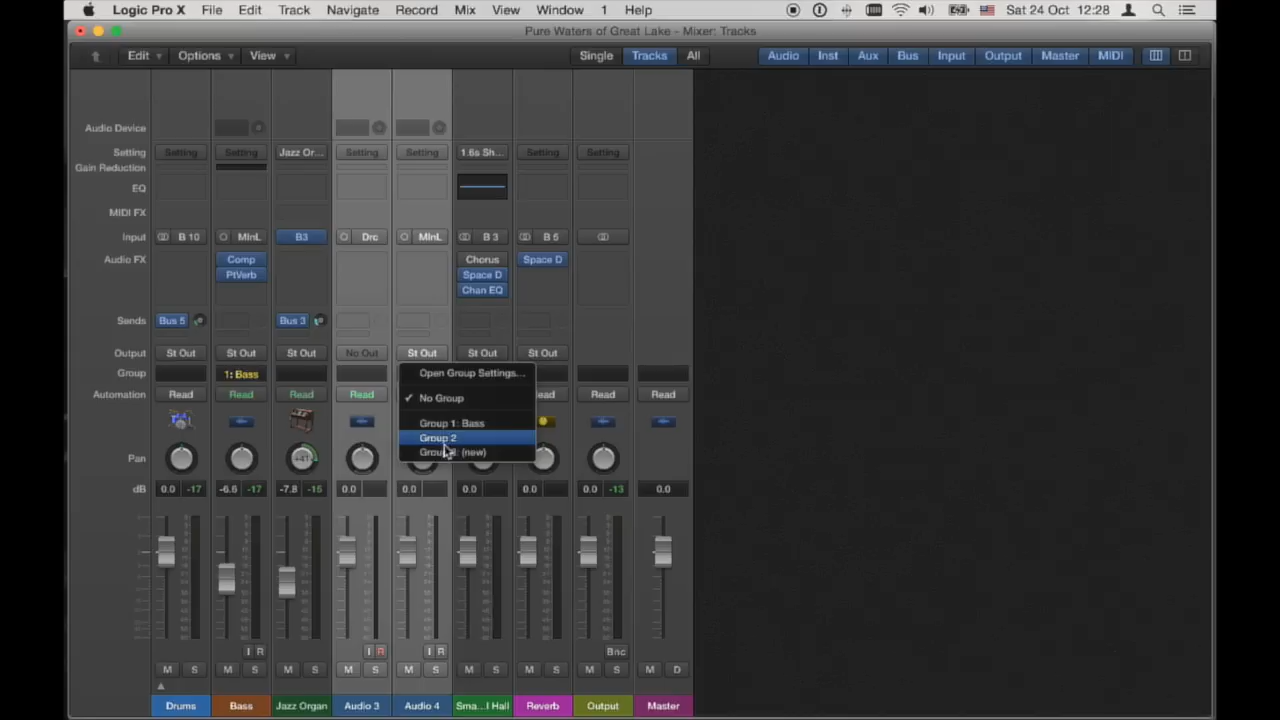 Logic Pro X File Edit Track Navigate Record Mix View Window 1 Help Sat 24 Oct 12:28
Pure Waters of Great Lake - Mixer: Tracks
Edit Options View Single Tracks All Audio Inst Aux Bus Input Output Master MIDI
Audio Device
Setting Setting Setting Jazz Or... Setting Setting 1.6s Sh... Setting Setting
Gain Reduction
EQ
MIDI FX
Input B 10 MInL B3 Drc MInL B 3 B 5
Audio FX Comp Chorus Space D
PtVerb Space D
Chan EQ
Sends Bus 5 Bus 3
Output St Out St Out St Out No Out St Out St Out St Out
Group 1: Bass Open Group Settings...
Automation Read Read Read Read ead Read Read
✓ No Group
Group 1: Bass
Group 2
(new)
Pan
dB 0.0 -17 -6.6 -17 -7.8 -15 0.0 0.0 0.0 0.0 0.0 -13 0.0
I R I R I R Bnc
M S M S M S M S M S M S M S M S M D
Drums Bass Jazz Organ Audio 3 Audio 4 Sma...l Hall Reverb Output Master